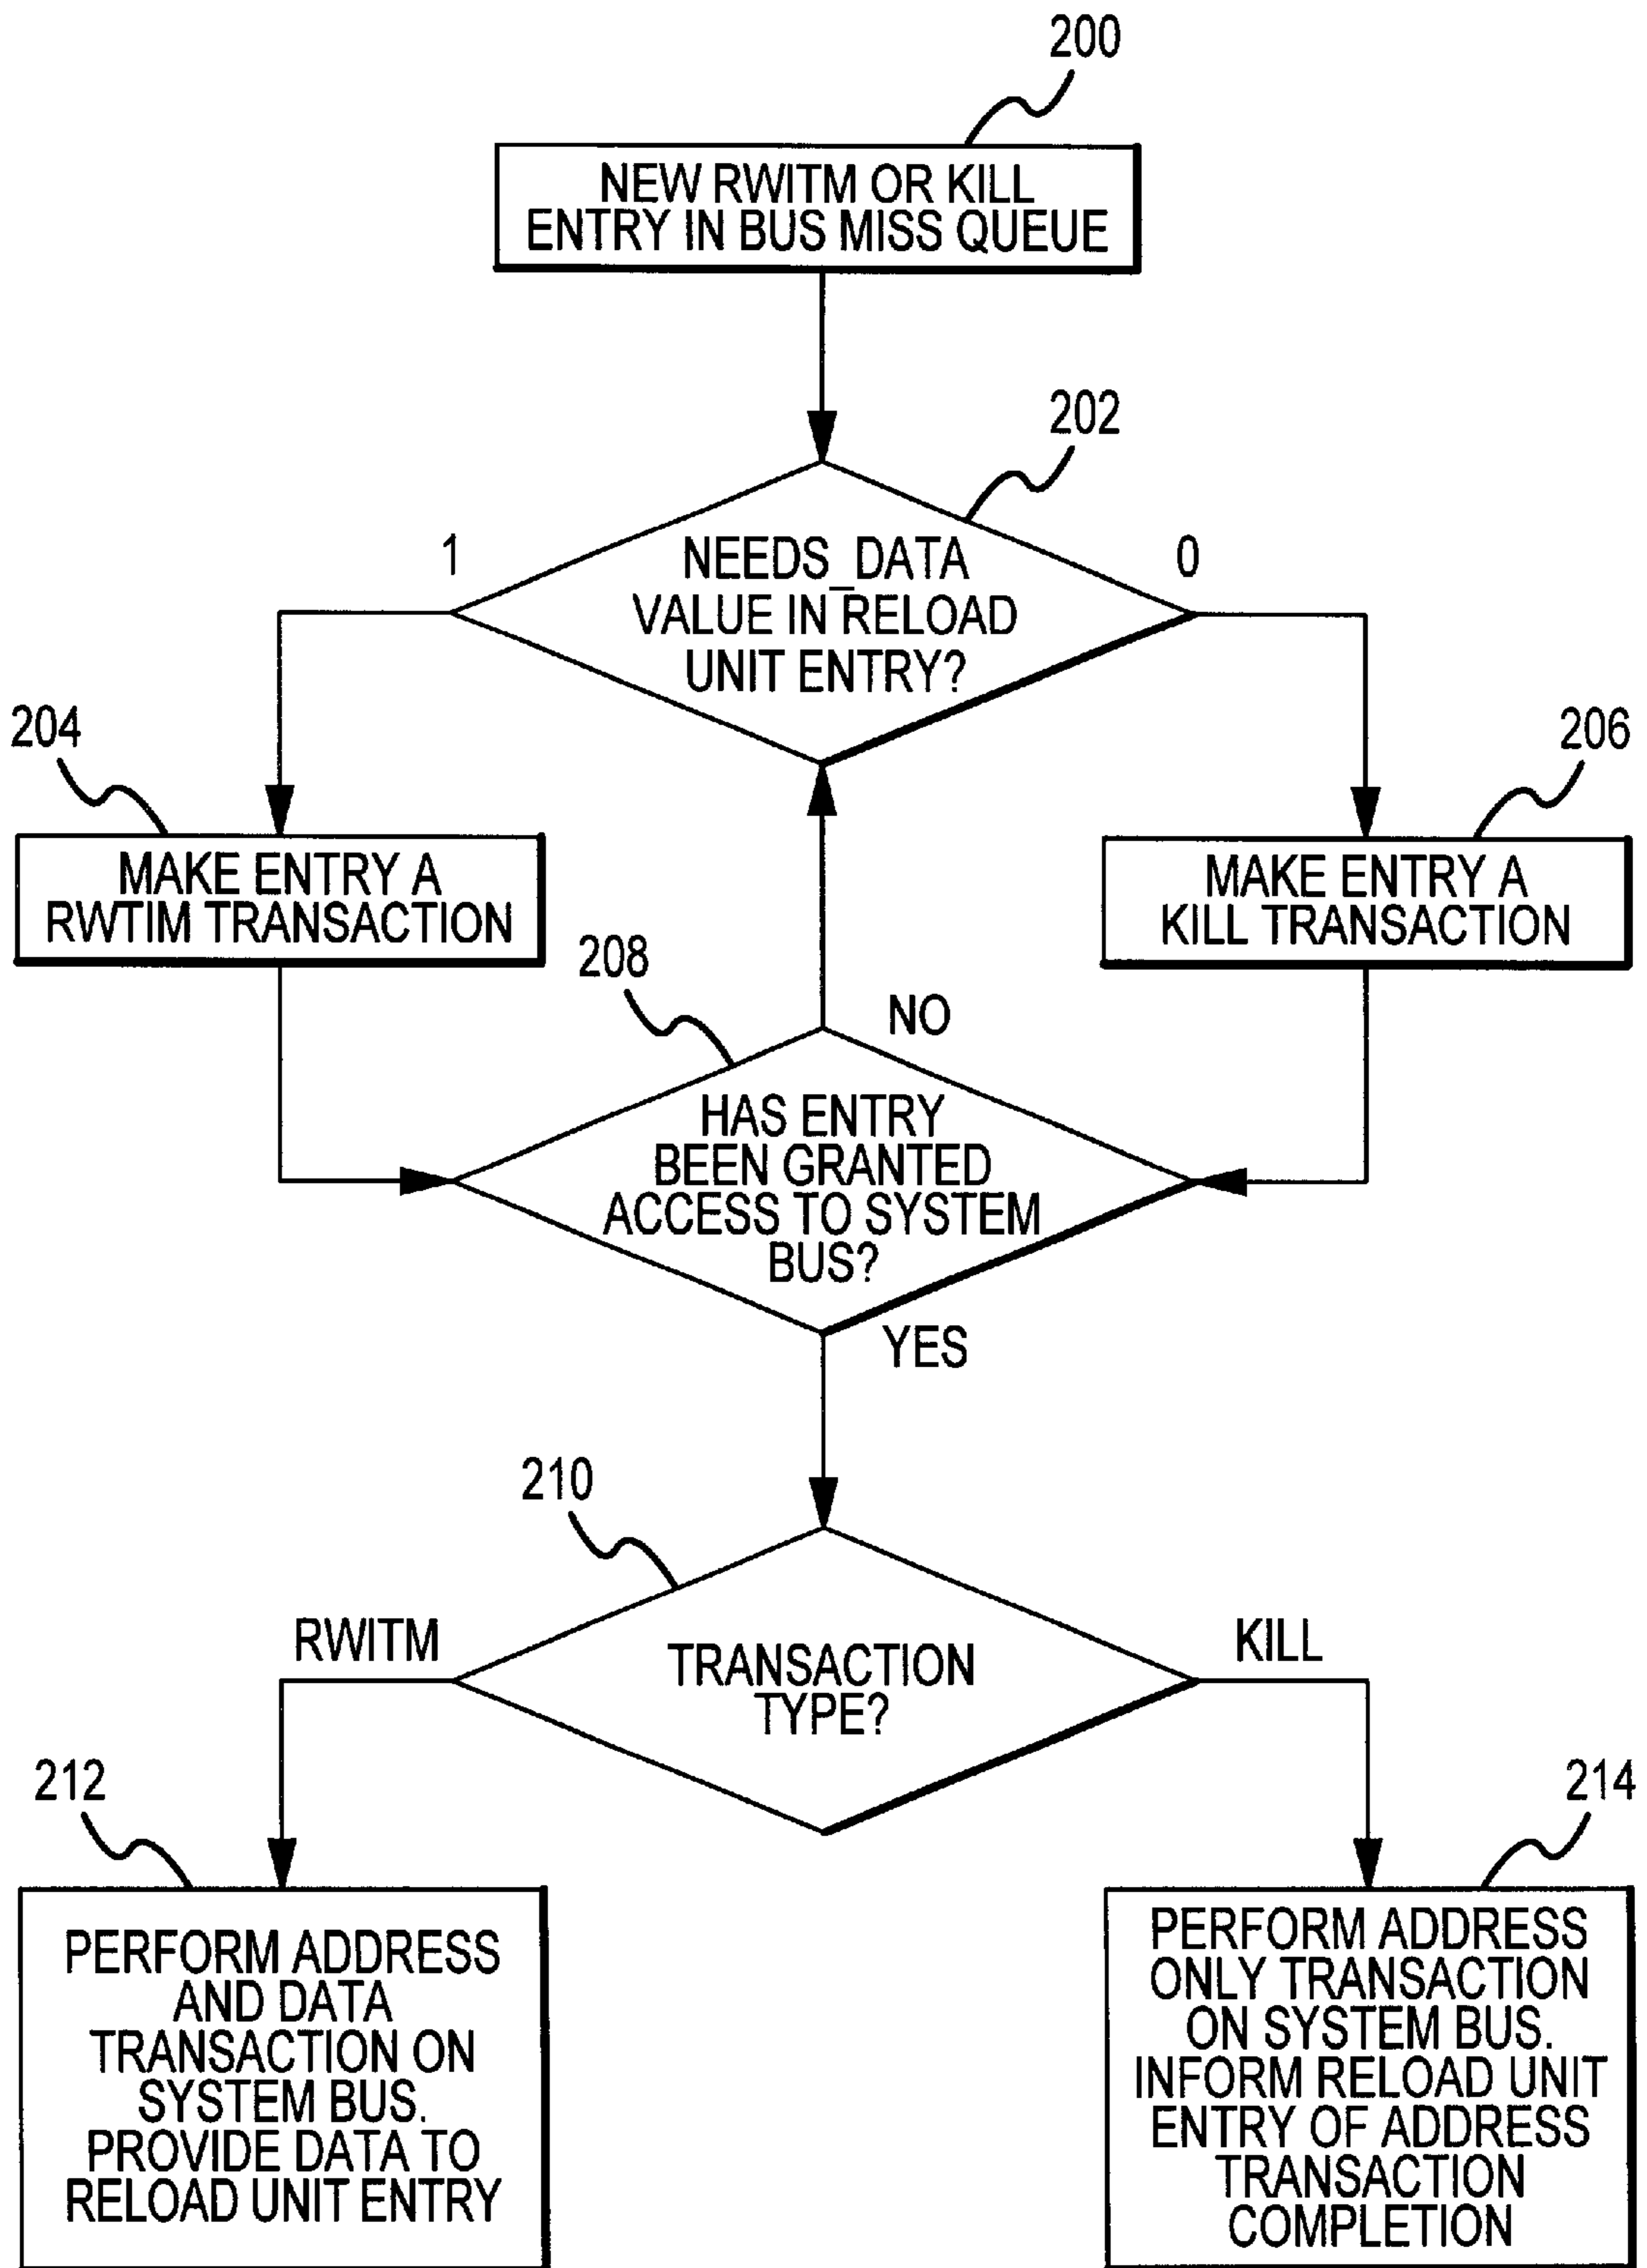 200
NEW RWITM OR KILL
ENTRY IN BUS MISS QUEUE
202
1
0
NEEDS_DATA
VALUE IN RELOAD
UNIT ENTRY?
204
206
MAKE ENTRY A
RWTIM TRANSACTION
MAKE ENTRY A
KILL TRANSACTION
208
NO
HAS ENTRY
BEEN GRANTED
ACCESS TO SYSTEM
BUS?
YES
210
RWITM
KILL
TRANSACTION
TYPE?
212
214
PERFORM ADDRESS
AND DATA
TRANSACTION ON
SYSTEM BUS.
PROVIDE DATA TO
RELOAD UNIT ENTRY
PERFORM ADDRESS
ONLY TRANSACTION
ON SYSTEM BUS.
INFORM RELOAD UNIT
ENTRY OF ADDRESS
TRANSACTION
COMPLETION